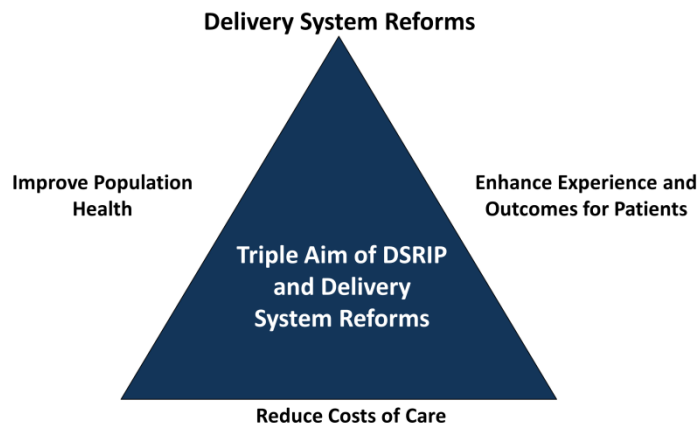 Delivery System Reforms
Improve Population
Health
Enhance Experience and
Outcomes for Patients
Triple Aim of DSRIP
and Delivery
System Reforms
Reduce Costs of Care